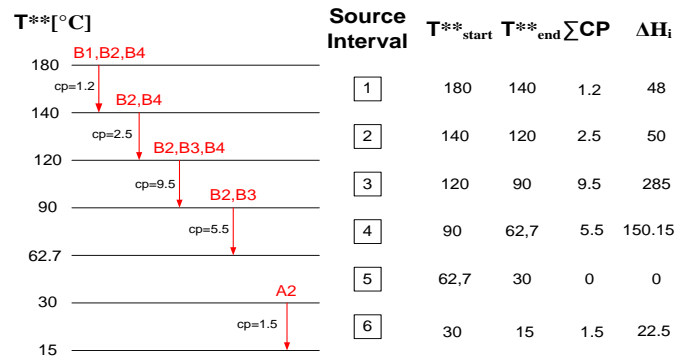 T**[°C]
Source Interval T**start T**end ∑CP ΔHi
B1,B2,B4
180
cp=1.2
1 180 140 1.2 48
B2,B4
140
cp=2.5
2 140 120 2.5 50
B2,B3,B4
120
cp=9.5
3 120 90 9.5 285
B2,B3
90
cp=5.5
4 90 62,7 5.5 150.15
62.7
5 62,7 30 0 0
A2
30
cp=1.5
6 30 15 1.5 22.5
15